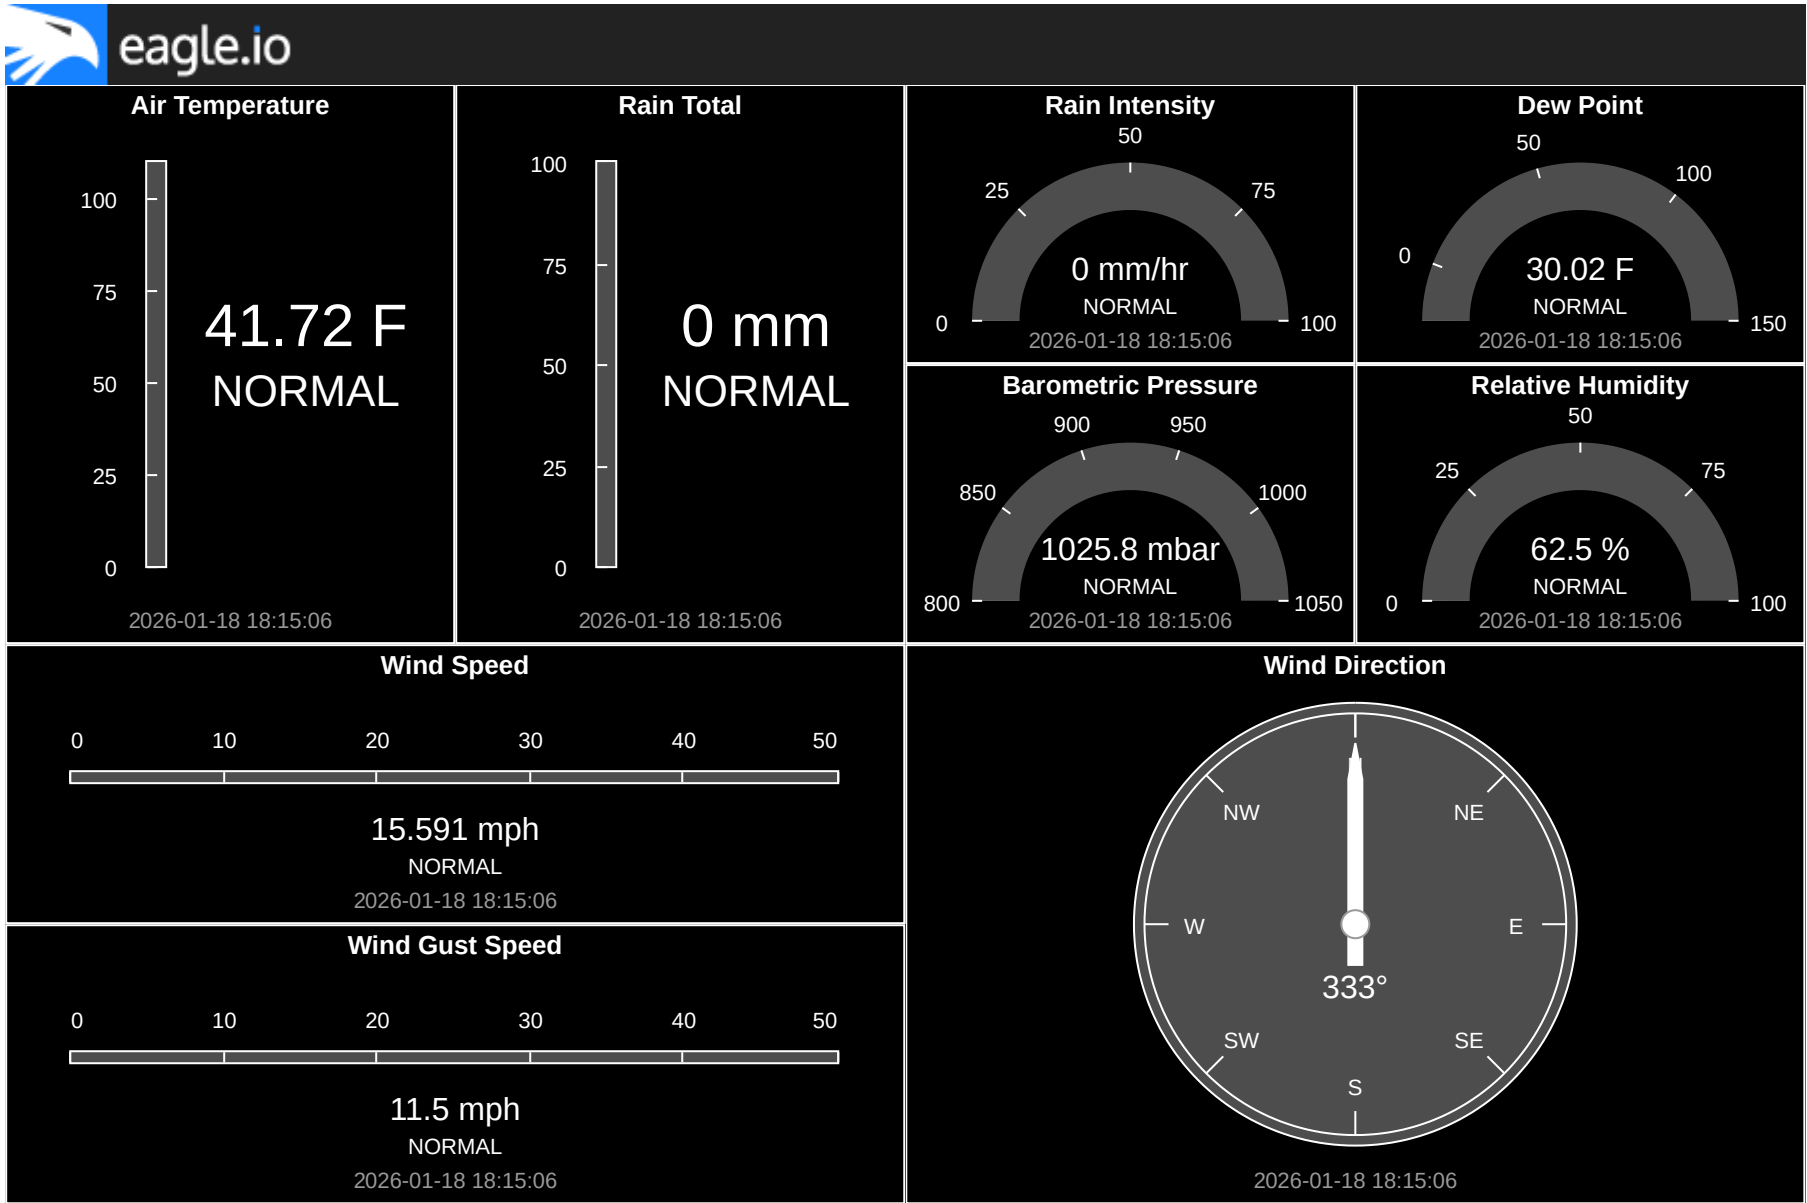 eagle.io
Air Temperature
100
75
50
25
0
41.72 F
NORMAL
2026-01-18 18:15:06
Rain Total
100
75
50
25
0
0 mm
NORMAL
2026-01-18 18:15:06
Rain Intensity
50
25
75
0
100
0 mm/hr
NORMAL
2026-01-18 18:15:06
Dew Point
50
100
0
150
30.02 F
NORMAL
2026-01-18 18:15:06
Barometric Pressure
900
950
850
1000
800
1050
1025.8 mbar
NORMAL
2026-01-18 18:15:06
Relative Humidity
50
25
75
0
100
62.5 %
NORMAL
2026-01-18 18:15:06
Wind Speed
0 10 20 30 40 50
15.591 mph
NORMAL
2026-01-18 18:15:06
Wind Gust Speed
0 10 20 30 40 50
11.5 mph
NORMAL
2026-01-18 18:15:06
Wind Direction
NW NE
W E
333°
SW SE
S
2026-01-18 18:15:06